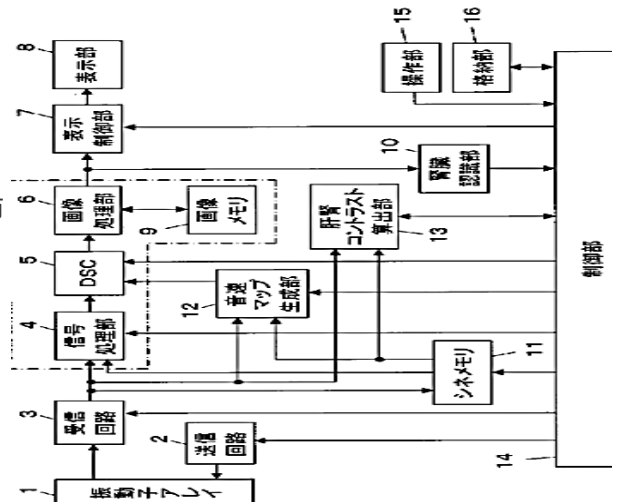 1
振動子アレイ
2
送信
回路
3
受信
回路
4
信号
処理部
5
DSC
6
画像
処理部
7
表示
制御部
8
表示部
9
画像
メモリ
10
腎臓
認識部
11
シネメモリ
12
音速
マップ
生成部
13
肝腎
コントラスト
算出部
14
制御部
15
操作部
16
格納部